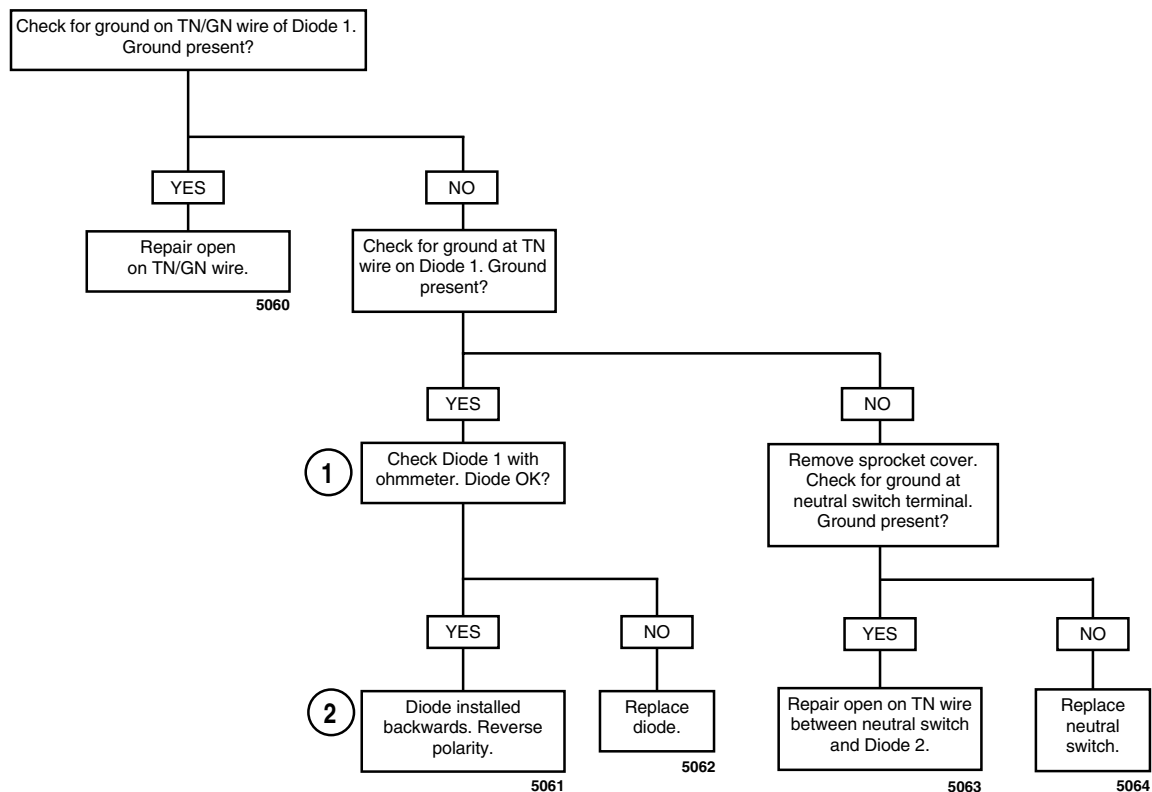 Check for ground on TN/GN wire of Diode 1.
Ground present?
YES
NO
Repair open
on TN/GN wire.
5060
Check for ground at TN
wire on Diode 1. Ground
present?
YES
NO
1
Check Diode 1 with
ohmmeter. Diode OK?
Remove sprocket cover.
Check for ground at
neutral switch terminal.
Ground present?
YES
NO
YES
NO
2
Diode installed
backwards. Reverse
polarity.
5061
Replace
diode.
5062
Repair open on TN wire
between neutral switch
and Diode 2.
5063
Replace
neutral
switch.
5064